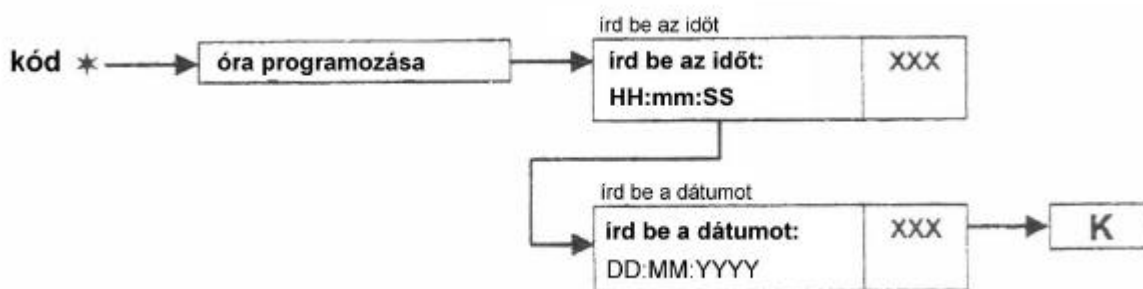 írd be az időt
kód * óra programozása
írd be az időt: XXX
HH:mm:SS
írd be a dátumot
írd be a dátumot: XXX K
DD:MM:YYYY